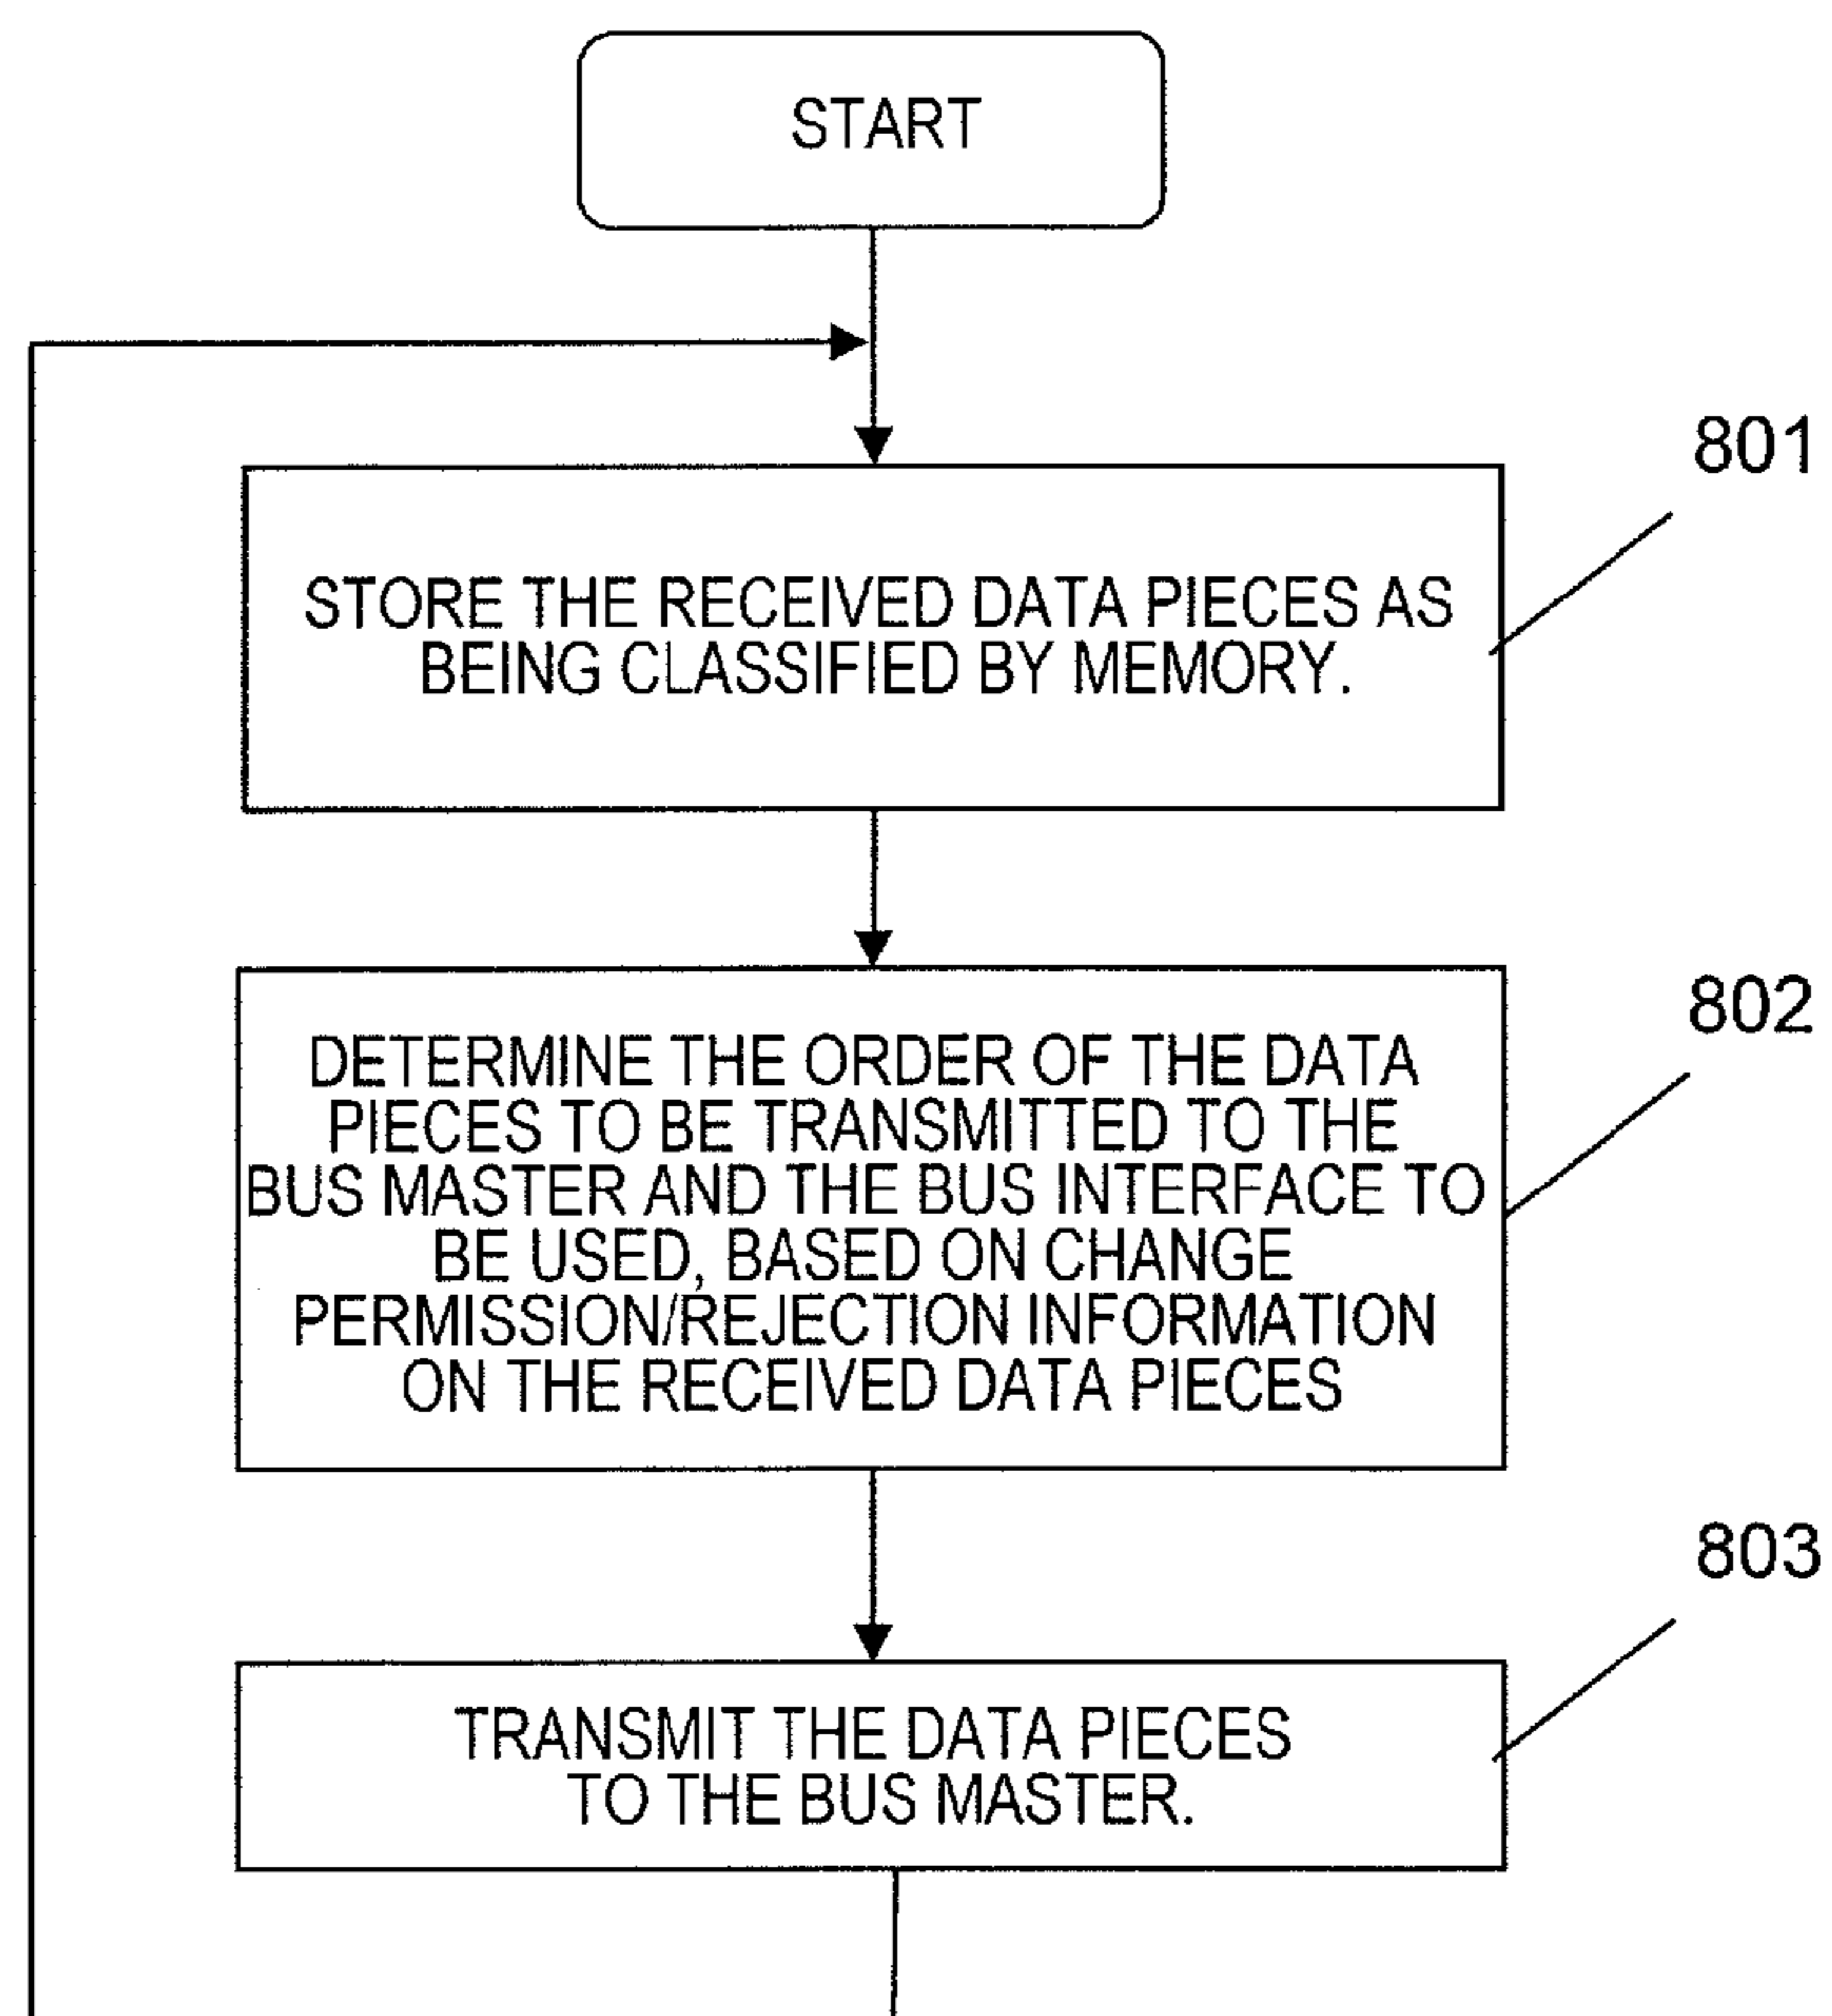 START
801
STORE THE RECEIVED DATA PIECES AS
BEING CLASSIFIED BY MEMORY.
802
DETERMINE THE ORDER OF THE DATA
PIECES TO BE TRANSMITTED TO THE
BUS MASTER AND THE BUS INTERFACE TO
BE USED, BASED ON CHANGE
PERMISSION/REJECTION INFORMATION
ON THE RECEIVED DATA PIECES
803
TRANSMIT THE DATA PIECES
TO THE BUS MASTER.